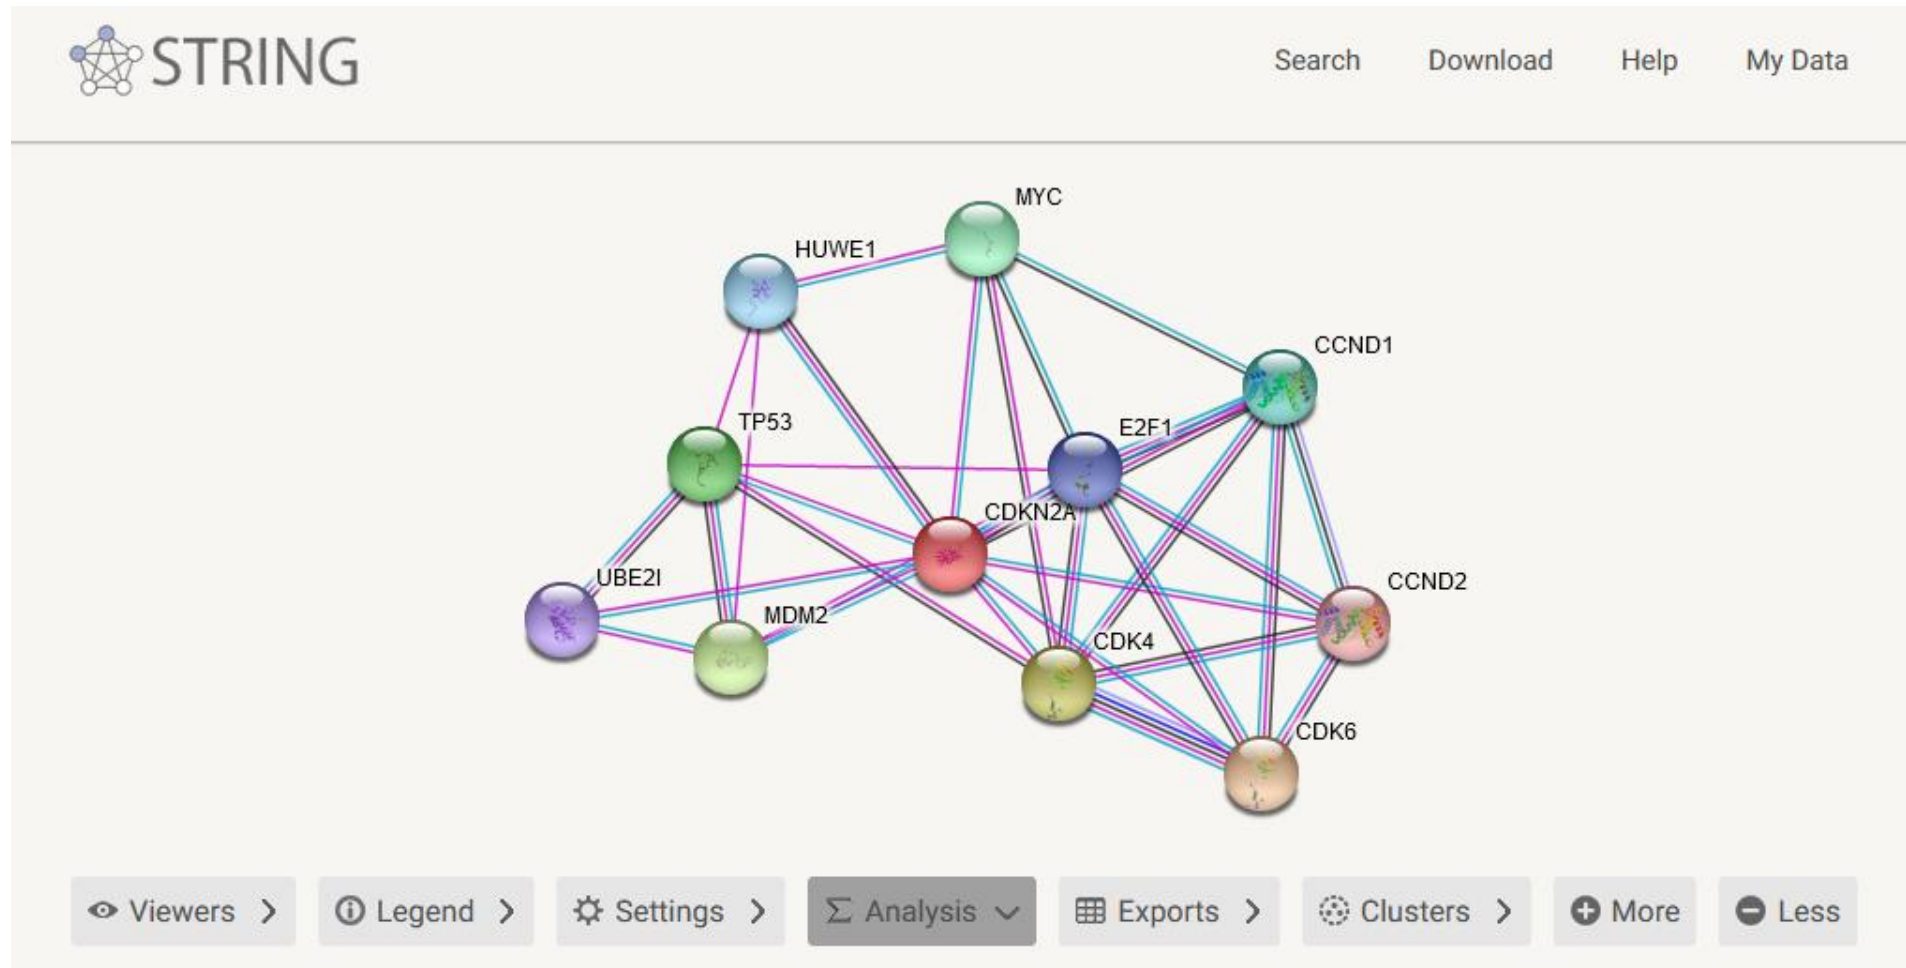 STRING
Search Download Help My Data
MYC
HUWE1
CCND1
TP53
E2F1
CDKN2A
UBE2I
CCND2
MDM2
CDK4
CDK6
Viewers Legend Settings Analysis Exports Clusters More Less